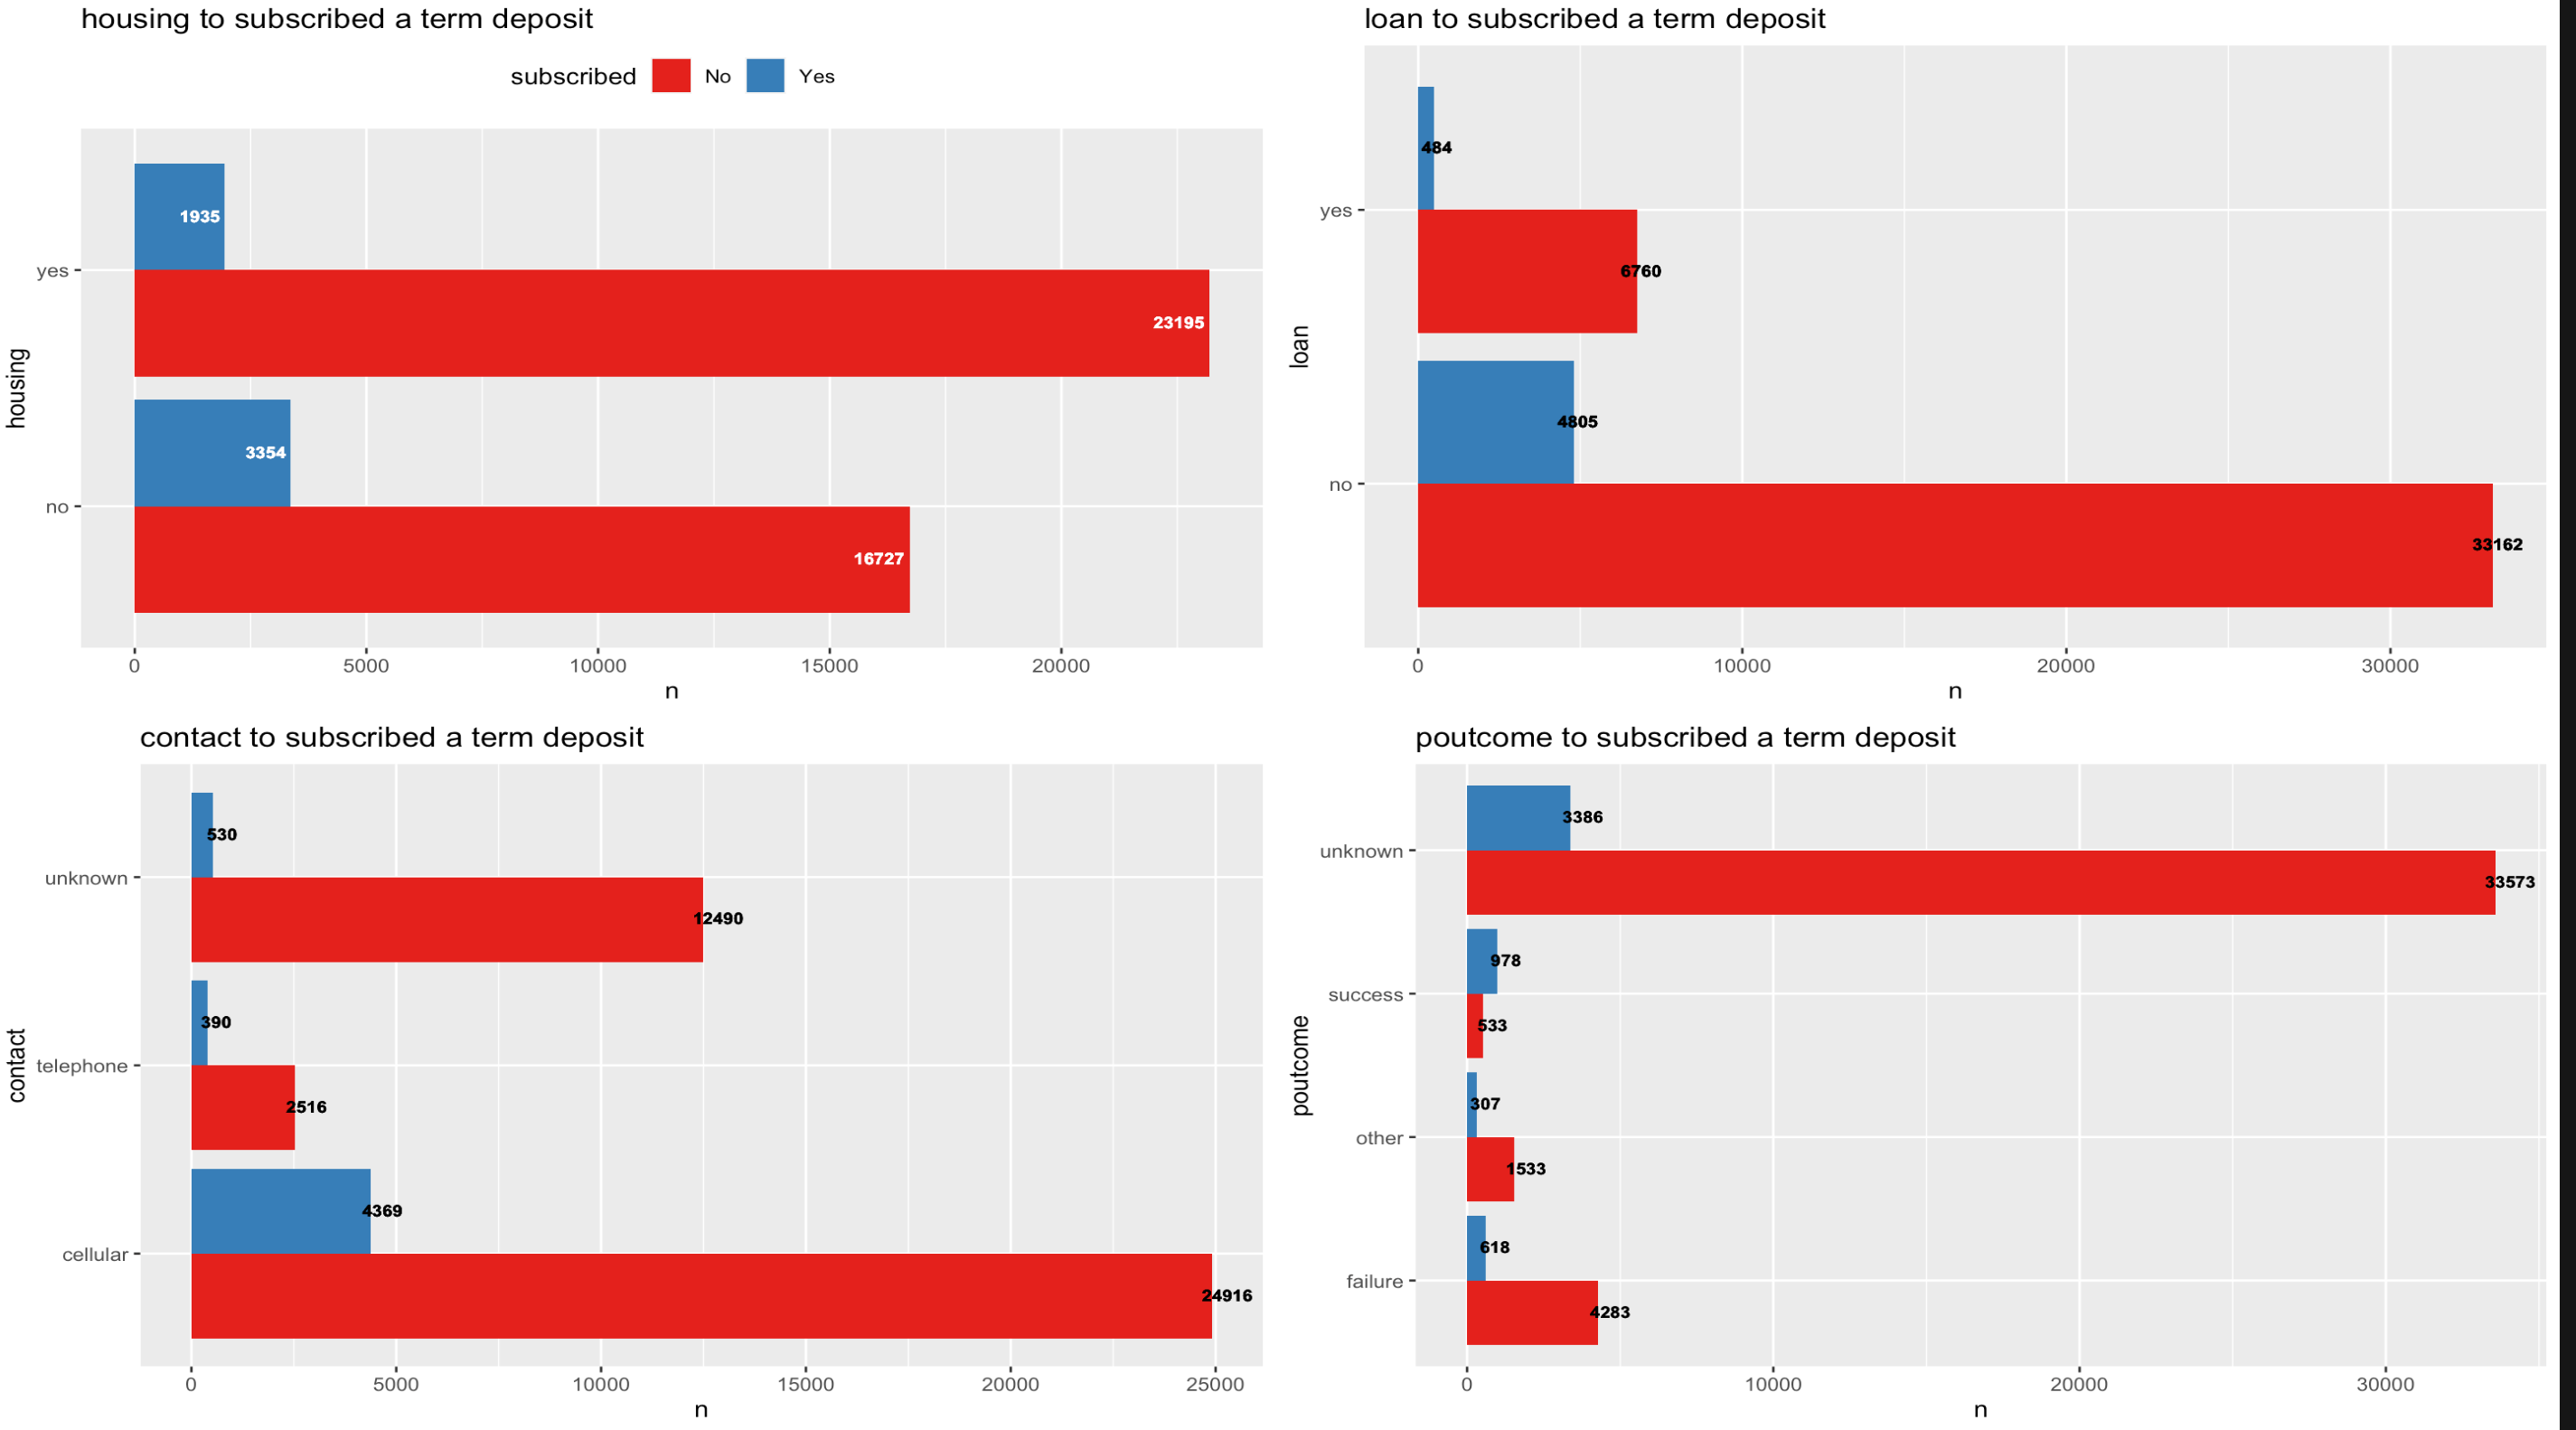 housing to subscribed a term deposit
subscribed No Yes
1935
yes
23195
housing
3354
no
16727
0 5000 10000 15000 20000
n
loan to subscribed a term deposit
484
yes
6760
loan
4805
no
33162
0 10000 20000 30000
n
contact to subscribed a term deposit
530
unknown
12490
390
contact
telephone
2516
4369
cellular
24916
0 5000 10000 15000 20000 25000
n
poutcome to subscribed a term deposit
3386
unknown
33573
978
success
533
poutcome
307
other
1533
618
failure
4283
0 10000 20000 30000
n